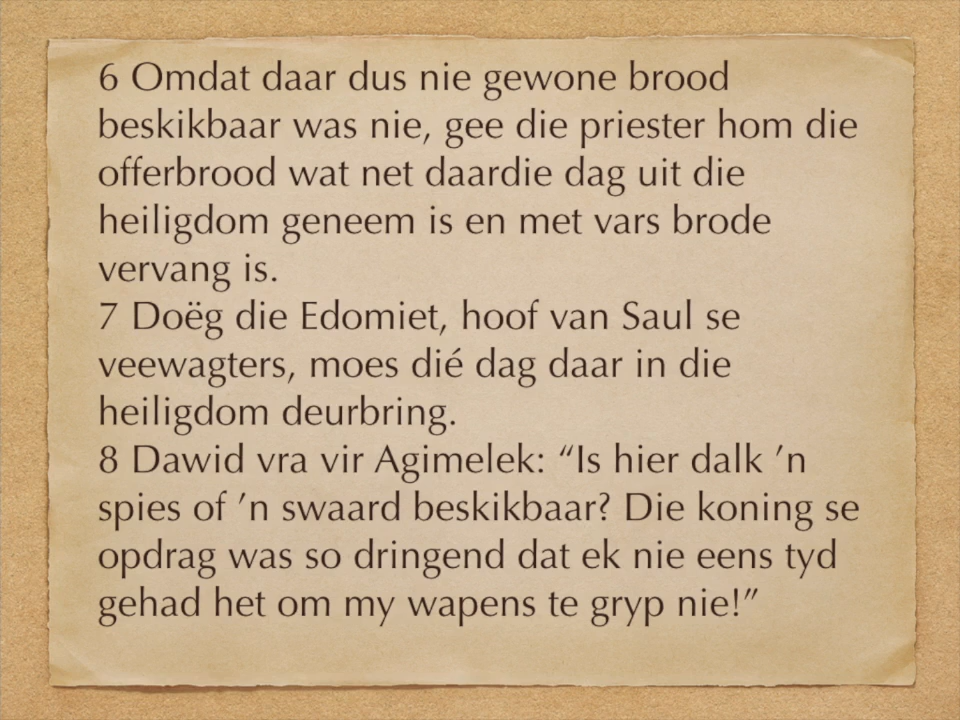 6 Omdat daar dus nie gewone brood
beskikbaar was nie, gee die priester hom die
offerbrood wat net daardie dag uit die
heiligdom geneem is en met vars brode
vervang is.
7 Doëg die Edomiet, hoof van Saul se
veewagters, moes dié dag daar in die
heiligdom deurbring.
8 Dawid vra vir Agimelek: “Is hier dalk ’n
spies of ’n swaard beskikbaar? Die koning se
opdrag was so dringend dat ek nie eens tyd
gehad het om my wapens te gryp nie!”